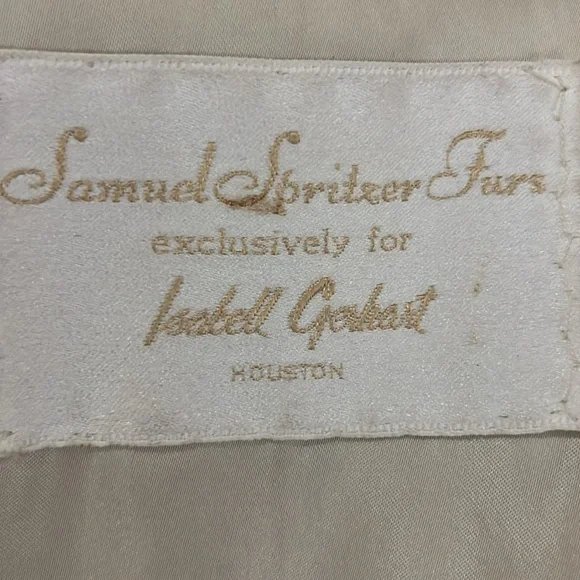 Samuel Spritzer Furs
exclusively for
Isabell Gerhart
HOUSTON